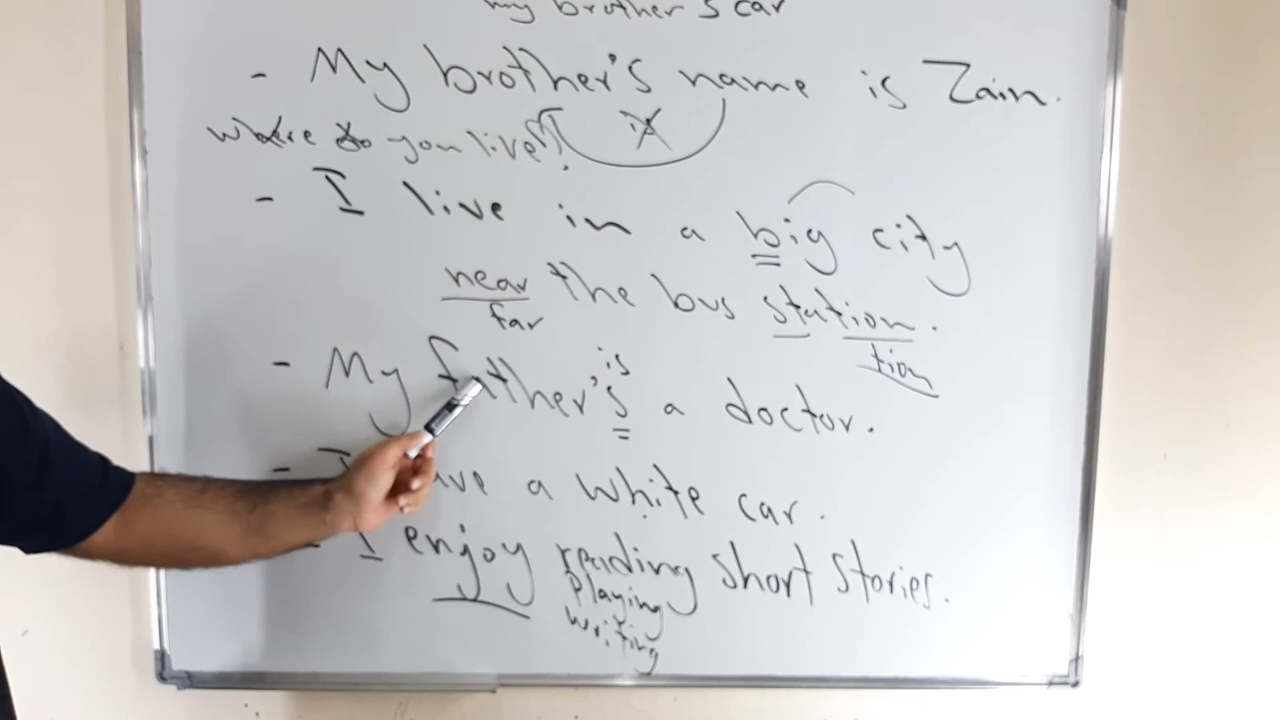 my brother's car
- My brother's name is Zain.
where do you live?
- I live in a big city
near the bus station.
far
tion
is
- My father's a doctor.
- I have a white car.
- I enjoy reading short stories.
playing
writing